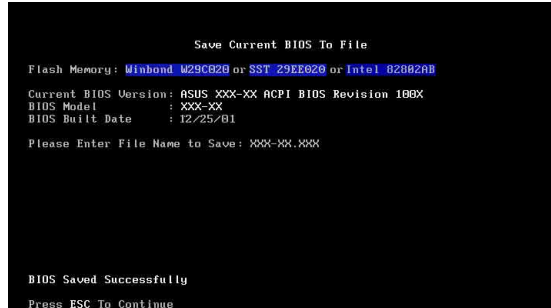 Save Current BIOS To File
Flash Memory: Winbond W29C020 or SST 29EE020 or Intel 82802AB
Current BIOS Version: ASUS XXX-XX ACPI BIOS Revision 100X
BIOS Model : XXX-XX
BIOS Built Date : 12/25/01
Please Enter File Name to Save: XXX-XX.XXX
BIOS Saved Successfully
Press ESC To Continue